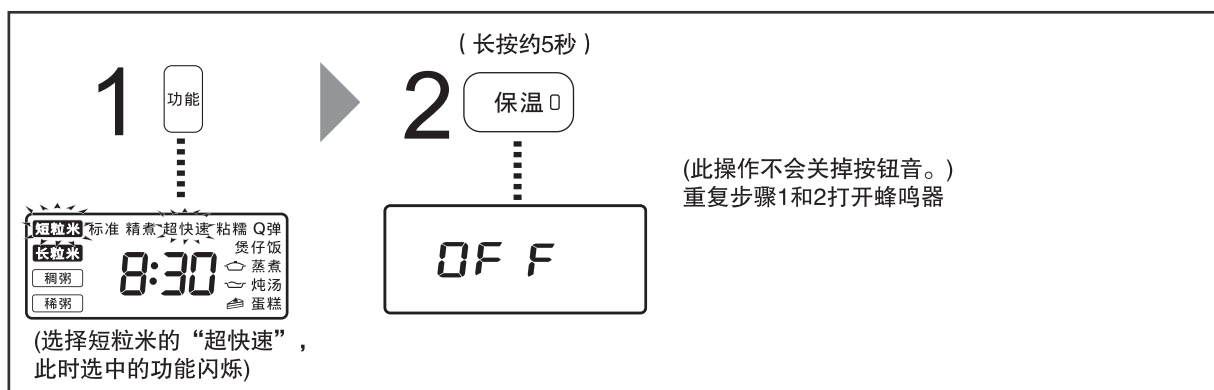 1
功能
短粒米 标准 精煮 超快速 粘糯 Q弹
长粒米
煲仔饭
稠粥
8:30
蒸煮
炖汤
稀粥
蛋糕
(选择短粒米的“超快速”,
此时选中的功能闪烁)
(长按约5秒)
2
保温
OFF
(此操作不会关掉按钮音。)
重复步骤1和2打开蜂鸣器